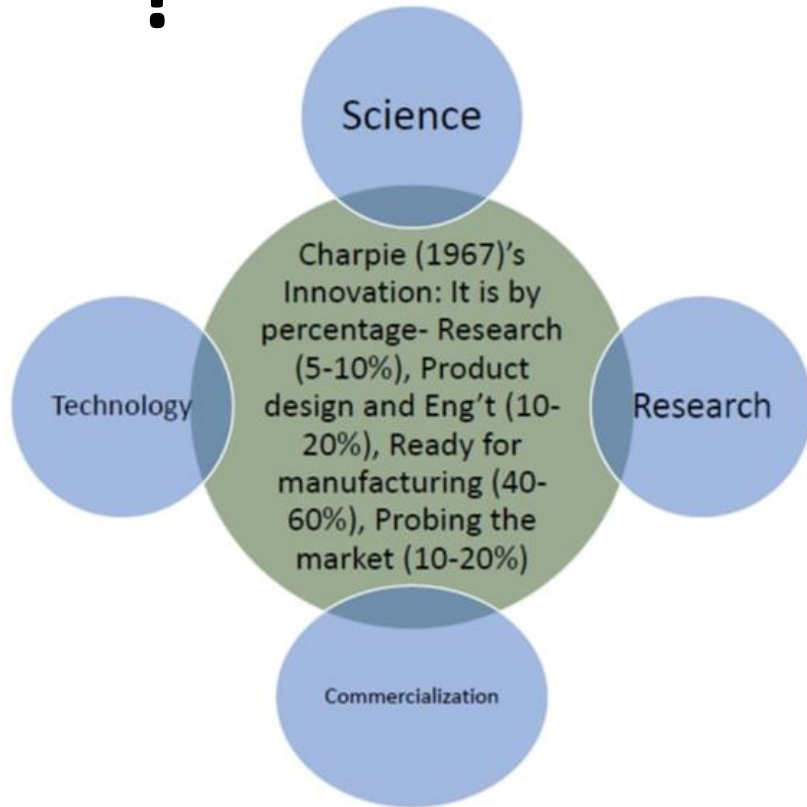 Science
Charpie (1967)'s
Innovation: It is by
percentage- Research
(5-10%), Product
design and Eng't (10-
20%), Ready for
manufacturing (40-
60%), Probing the
market (10-20%)
Technology
Research
Commercialization